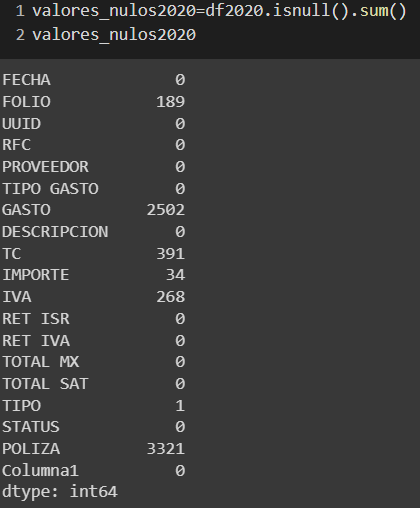 1 valores_nulos2020=df2020.isnull().sum()
2 valores_nulos2020
FECHA 0
FOLIO 189
UUID 0
RFC 0
PROVEEDOR 0
TIPO GASTO 0
GASTO 2502
DESCRIPCION 0
TC 391
IMPORTE 34
IVA 268
RET ISR 0
RET IVA 0
TOTAL MX 0
TOTAL SAT 0
TIPO 1
STATUS 0
POLIZA 3321
Columna1 0
dtype: int64